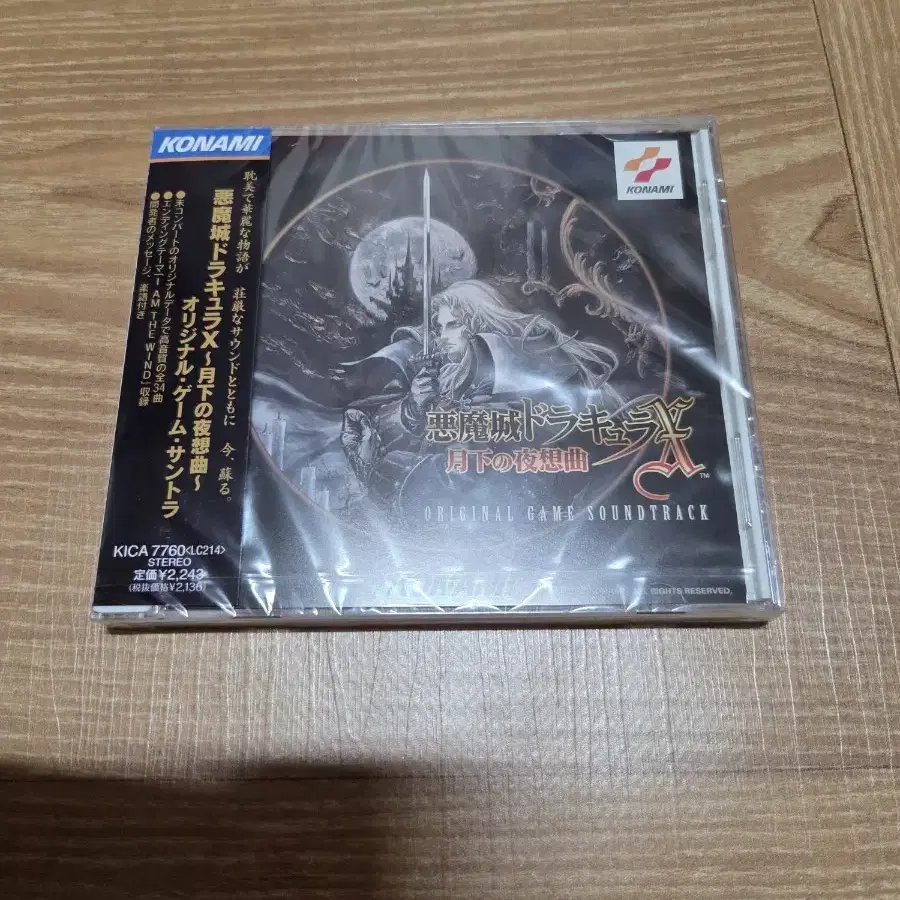 KONAMI
耽美で華麗な物語が 荘厳なサウンドとともに 今、蘇る。
悪魔城ドラキュラX〜月下の夜想曲〜
オリジナル・ゲーム・サントラ
●未コンバートのオリジナルデータで高音質の全34曲
●エンディングテーマ「I AM THE WIND」収録
●開発者のメッセージ、楽譜付き
KICA 7760<LC214>
STEREO
定価¥2,243
(税抜価格¥2,136)
KONAMI
悪魔城ドラキュラX
TM
月下の夜想曲
ORIGINAL GAME SOUNDTRACK
RIGHTS RESERVED.